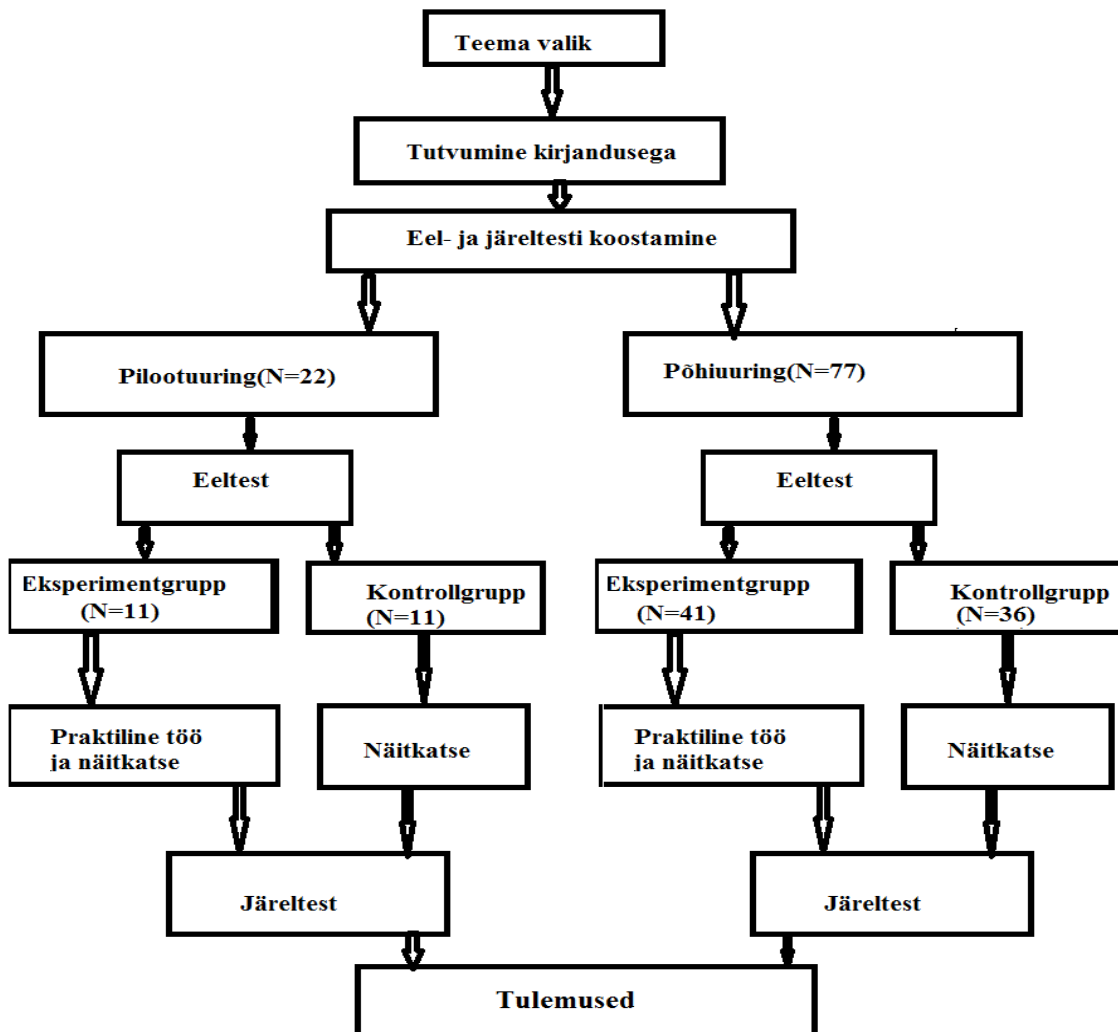 Teema valik
Tutvumine kirjandusega
Eel- ja järeltesti koostamine
Pilootuuring(N=22)
Põhiuuring(N=77)
Eeltest
Eeltest
Eksperimentgrupp
(N=11)
Kontrollgrupp
(N=11)
Eksperimentgrupp
(N=41)
Kontrollgrupp
(N=36)
Praktiline töö
ja näitkatse
Näitkatse
Praktiline töö
ja näitkatse
Näitkatse
Järeltest
Järeltest
Tulemused